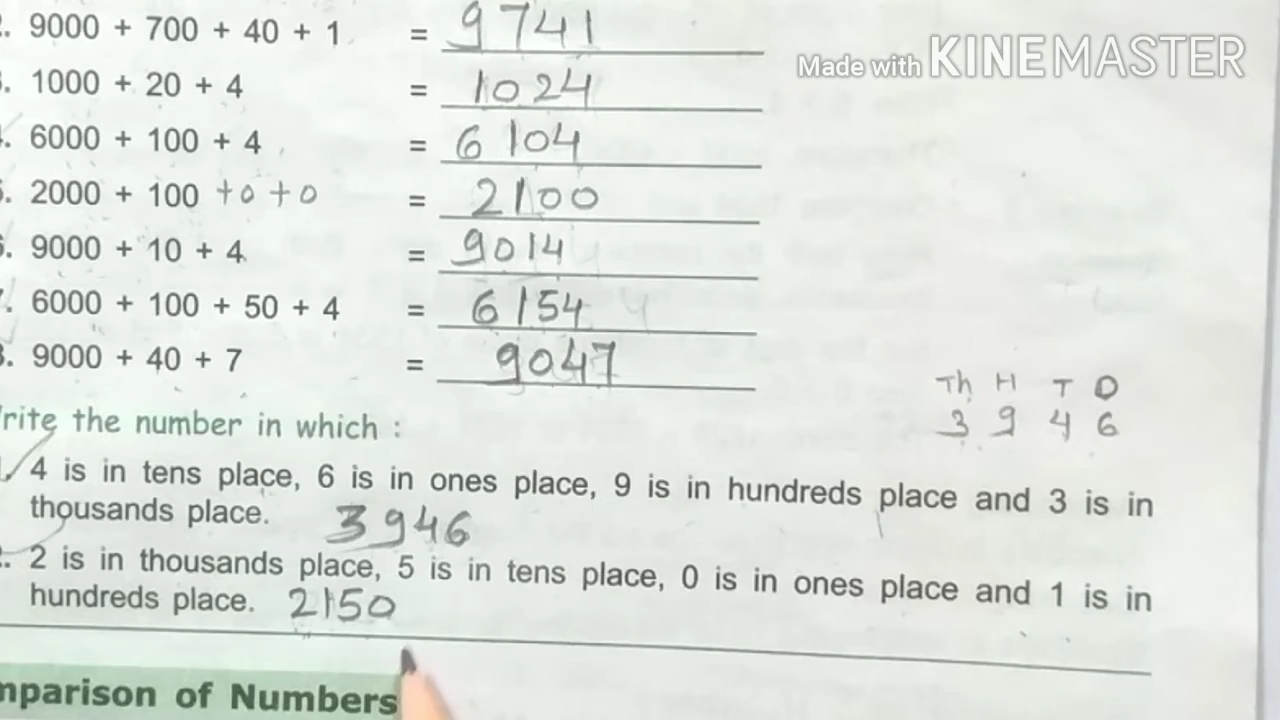 . 9000 + 700 + 40 + 1 = 9741
Made with KINEMASTER
. 1000 + 20 + 4 = 1024
. 6000 + 100 + 4 = 6104
. 2000 + 100 + 0 + 0 = 2100
. 9000 + 10 + 4 = 9014
. 6000 + 100 + 50 + 4 = 6154
. 9000 + 40 + 7 = 9047
Th H T O
3 9 4 6
rite the number in which :
4 is in tens place, 6 is in ones place, 9 is in hundreds place and 3 is in
thousands place. 3946
. 2 is in thousands place, 5 is in tens place, 0 is in ones place and 1 is in
hundreds place. 2150
mparison of Numbers